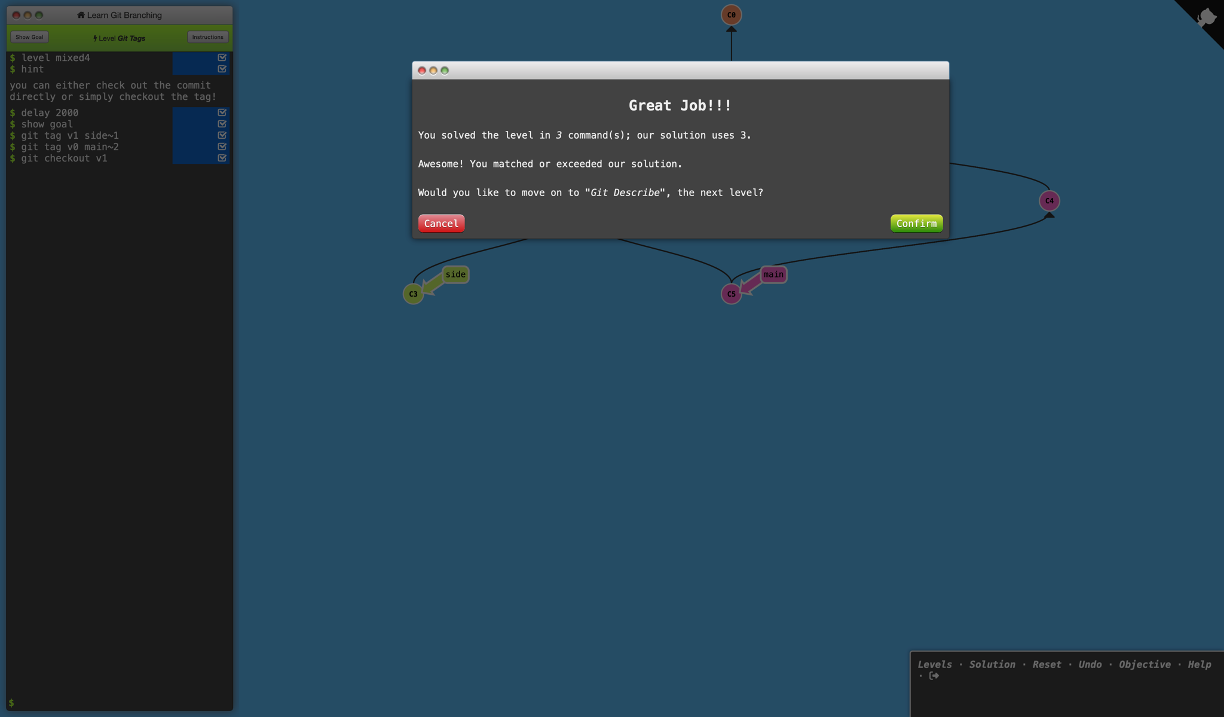 Learn Git Branching
Show Goal
Level Git Tags
Instructions
$ level mixed4
$ hint
you can either check out the commit
directly or simply checkout the tag!
$ delay 2000
$ show goal
$ git tag v1 side~1
$ git tag v0 main~2
$ git checkout v1
$
C0
Great Job!!!
You solved the level in 3 command(s); our solution uses 3.
Awesome! You matched or exceeded our solution.
Would you like to move on to "Git Describe", the next level?
Cancel
Confirm
C4
side
main
C3
C5
Levels · Solution · Reset · Undo · Objective · Help
·